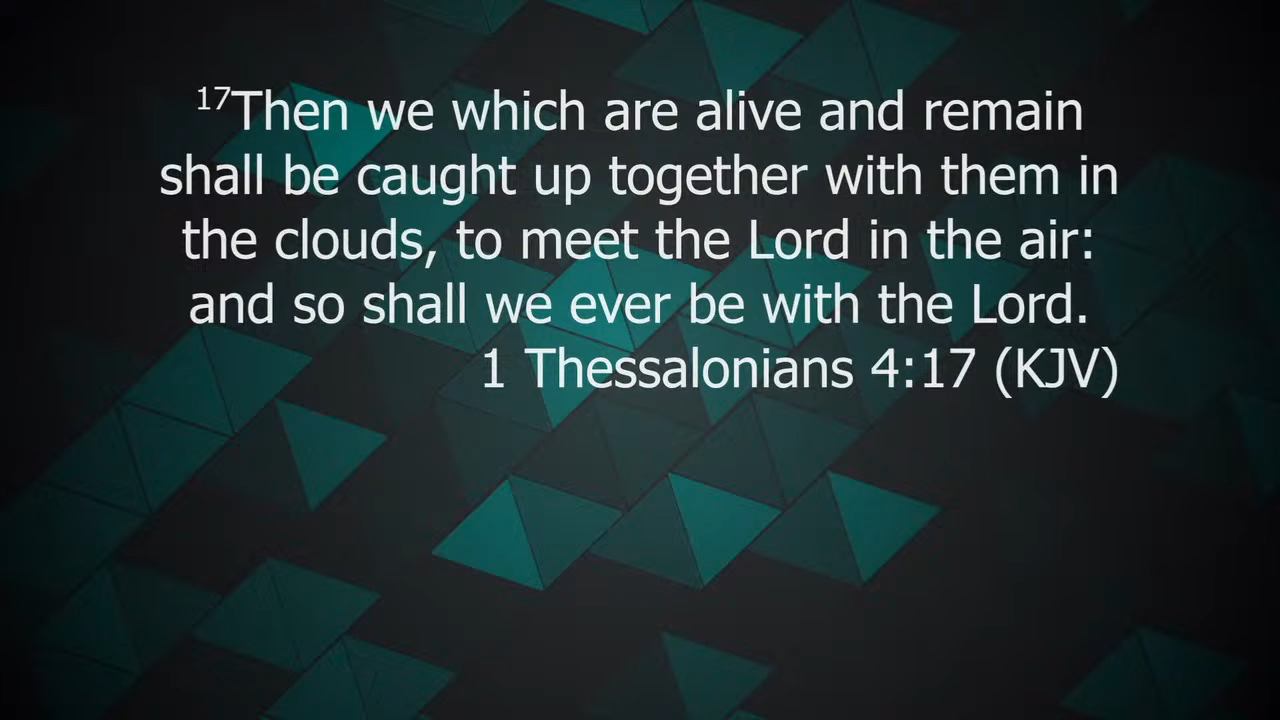 17Then we which are alive and remain
shall be caught up together with them in
the clouds, to meet the Lord in the air:
and so shall we ever be with the Lord.
1 Thessalonians 4:17 (KJV)